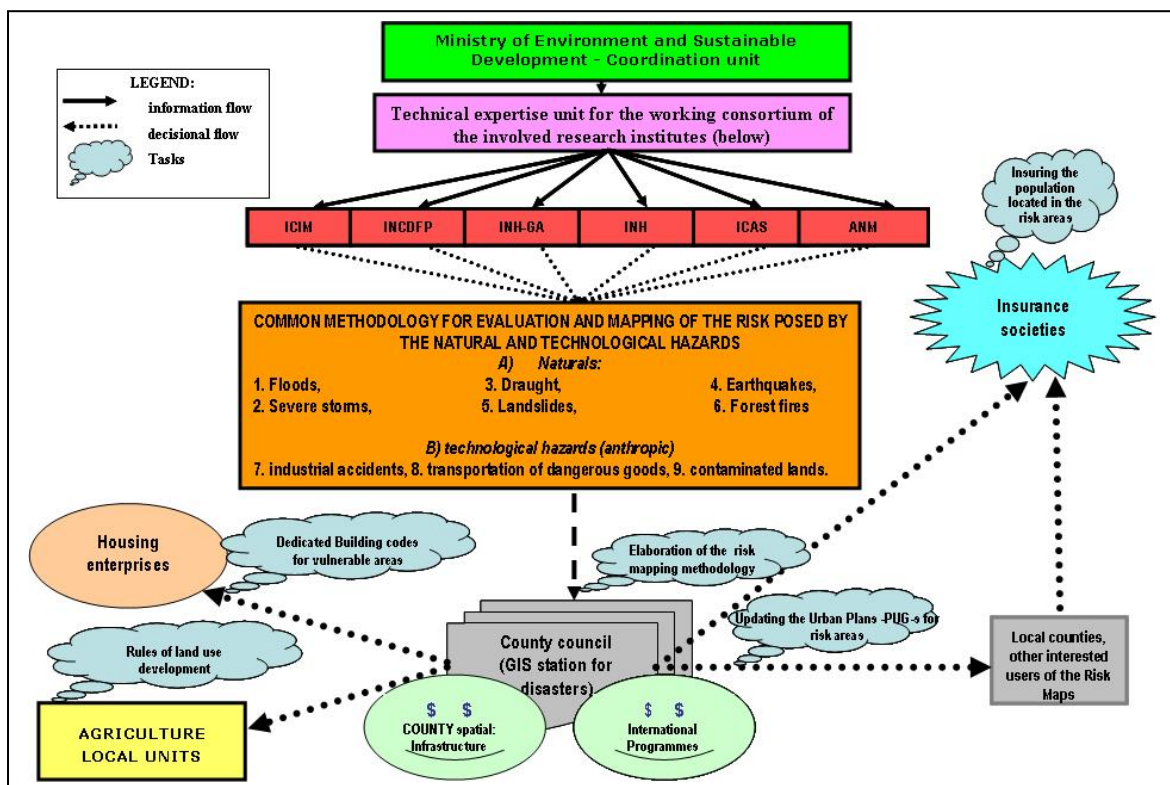 Ministry of Environment and Sustainable
Development - Coordination unit
LEGEND:
information flow
decisional flow
Tasks
Technical expertise unit for the working consortium of
the involved research institutes (below)
Insuring the
population
located in the
risk areas
ICIM
INCDFP
INH-GA
INH
ICAS
ANM
Insurance
societies
COMMON METHODOLOGY FOR EVALUATION AND MAPPING OF THE RISK POSED BY
THE NATURAL AND TECHNOLOGICAL HAZARDS
A) Naturals:
1. Floods, 3. Draught, 4. Earthquakes,
2. Severe storms, 5. Landslides, 6. Forest fires
B) technological hazards (anthropic)
7. industrial accidents, 8. transportation of dangerous goods, 9. contaminated lands.
Housing
enterprises
Dedicated Building codes
for vulnerable areas
Elaboration of the risk
mapping methodology
Updating the Urban Plans -PUG-s for
risk areas
Rules of land use
development
County council
(GIS station for
disasters)
Local counties,
other interested
users of the Risk
Maps
AGRICULTURE
LOCAL UNITS
$ $
COUNTY spatial:
Infrastructure
$ $
International
Programmes